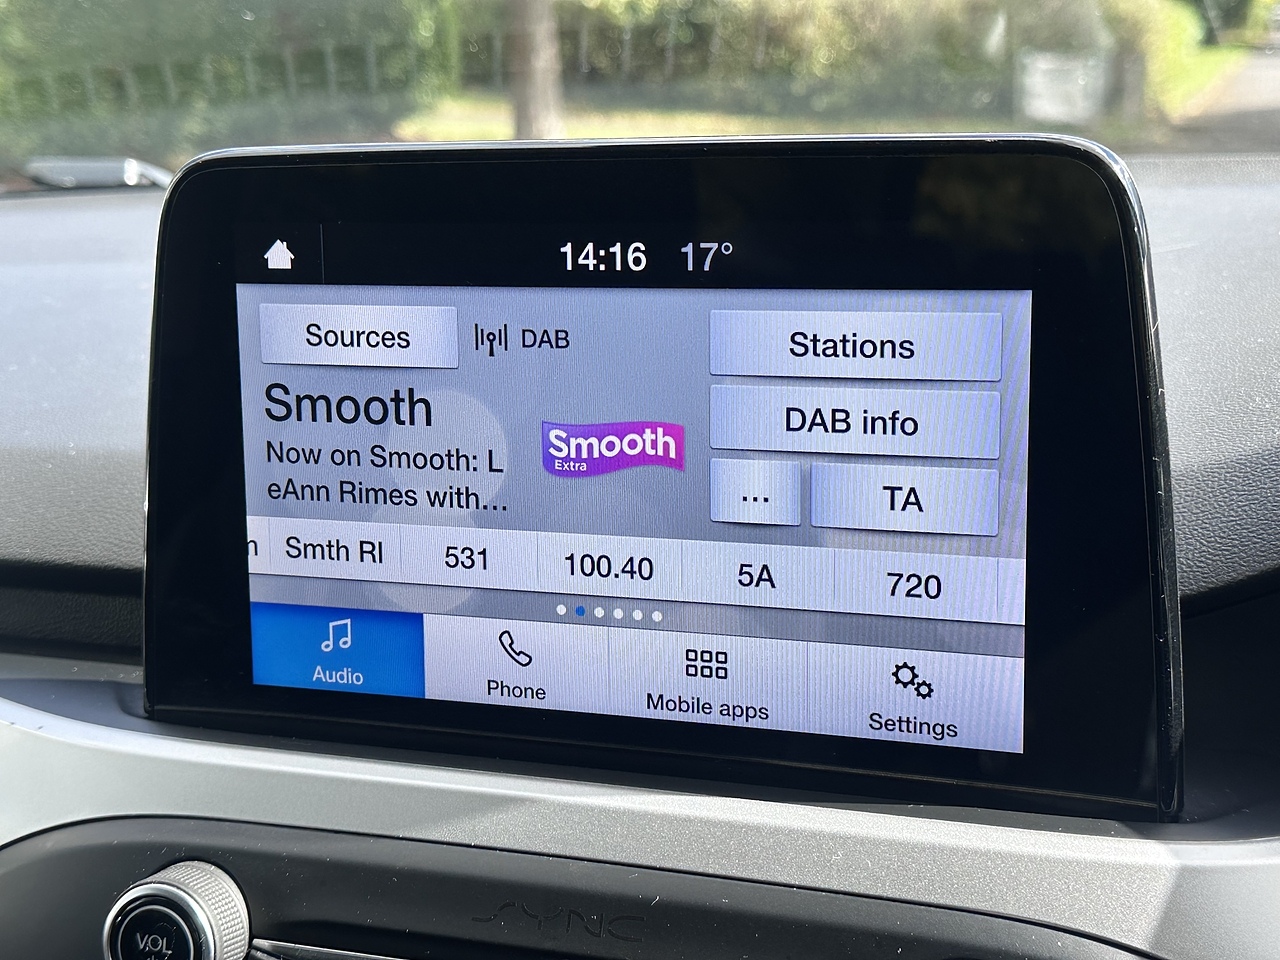 14:16 17°
Sources
DAB
Stations
Smooth
Now on Smooth: L
eAnn Rimes with...
Smooth
Extra
DAB info
...
TA
Smth Rl
531
100.40
5A
720
Audio
Phone
Mobile apps
Settings
SYNC
VOL